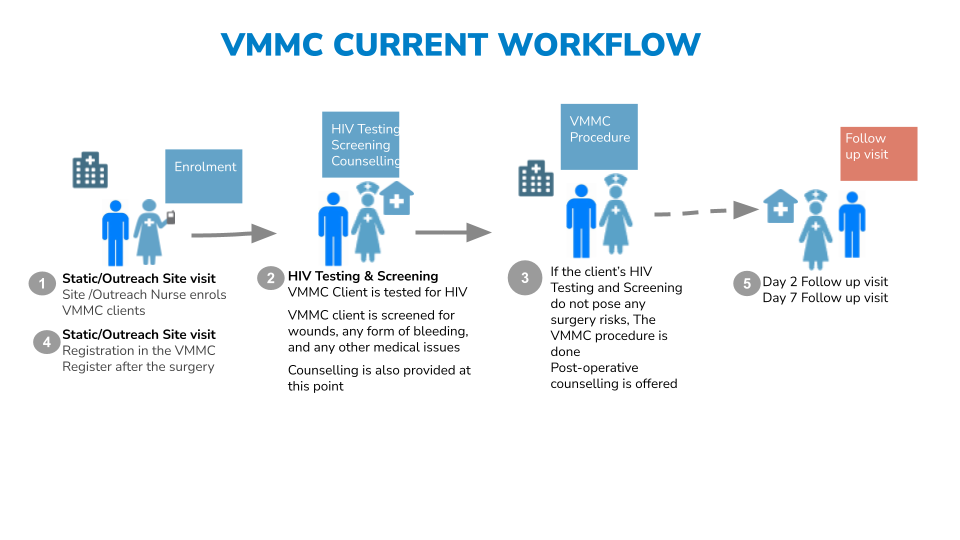 VMMC CURRENT WORKFLOW
Enrolment
HIV Testing
Screening
Counselling
VMMC
Procedure
Follow
up visit
1
Static/Outreach Site visit
Site /Outreach Nurse enrols
VMMC clients
4
Static/Outreach Site visit
Registration in the VMMC
Register after the surgery
2
HIV Testing & Screening
VMMC Client is tested for HIV
VMMC client is screened for
wounds, any form of bleeding,
and any other medical issues
Counselling is also provided at
this point
3
If the client's HIV
Testing and Screening
do not pose any
surgery risks, The
VMMC procedure is
done
Post-operative
counselling is offered
5
Day 2 Follow up visit
Day 7 Follow up visit